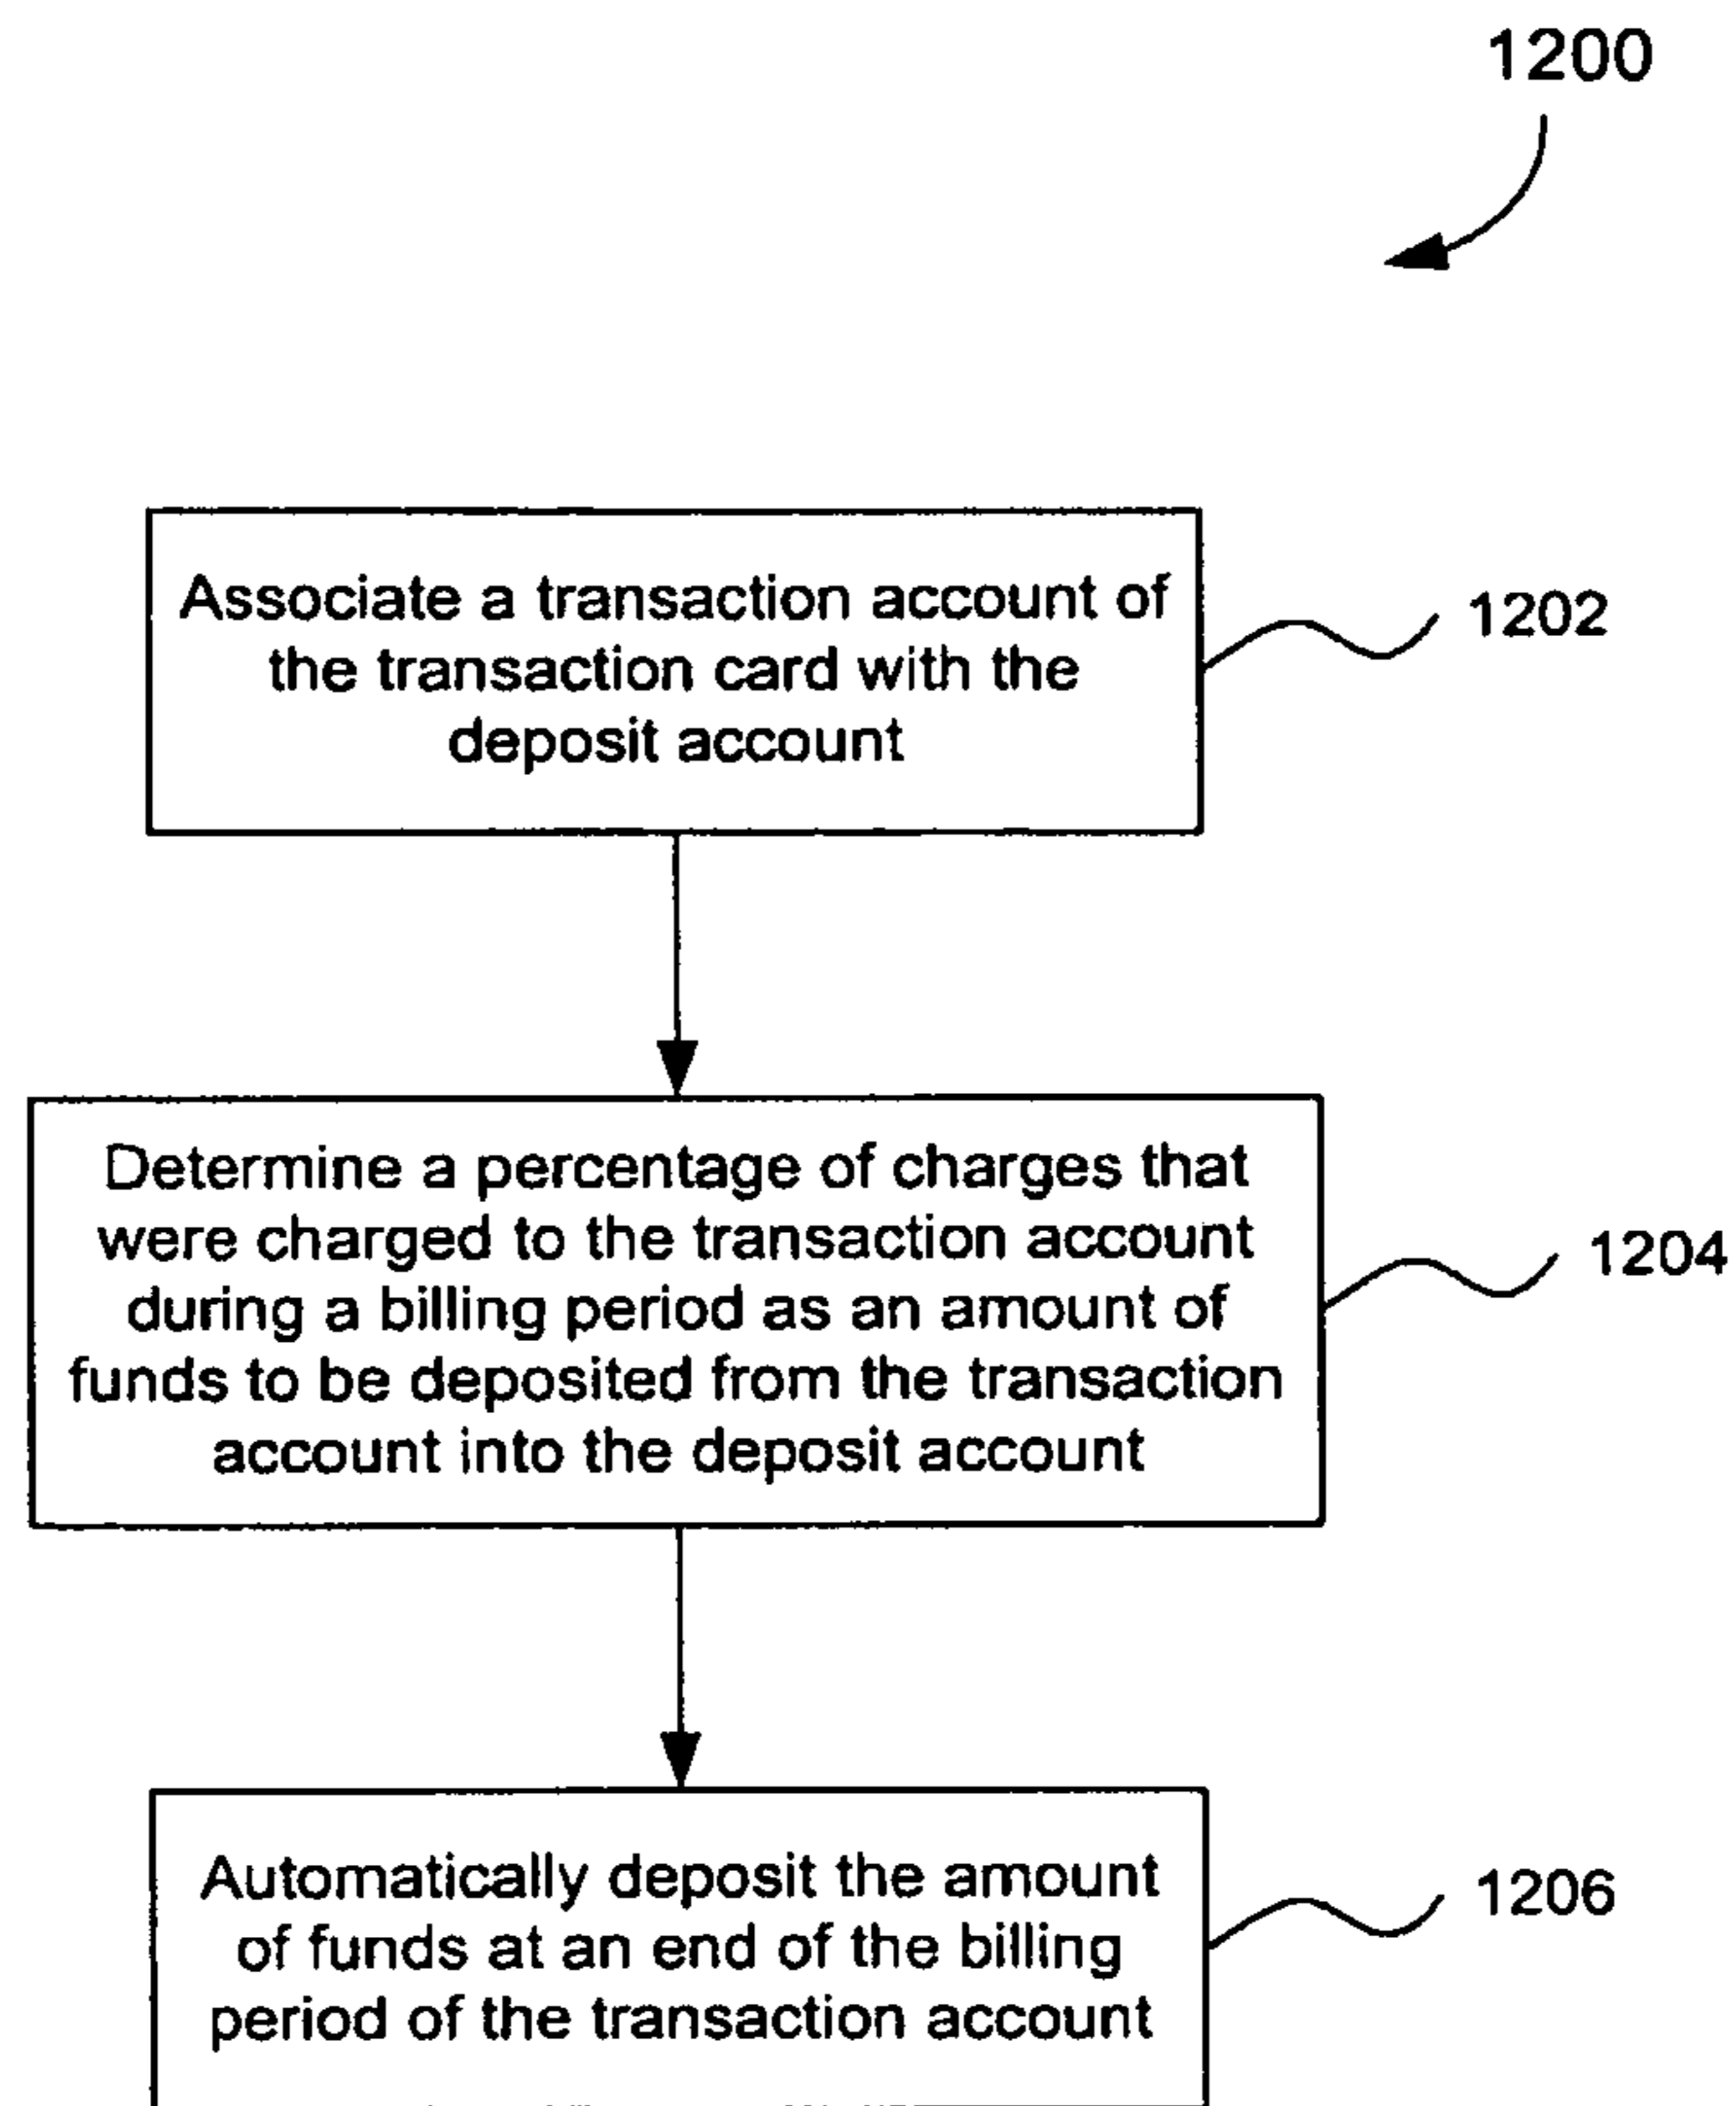 1200
Associate a transaction account of
the transaction card with the
deposit account
1202
Determine a percentage of charges that
were charged to the transaction account
during a billing period as an amount of
funds to be deposited from the transaction
account into the deposit account
1204
Automatically deposit the amount
of funds at an end of the billing
period of the transaction account
1206